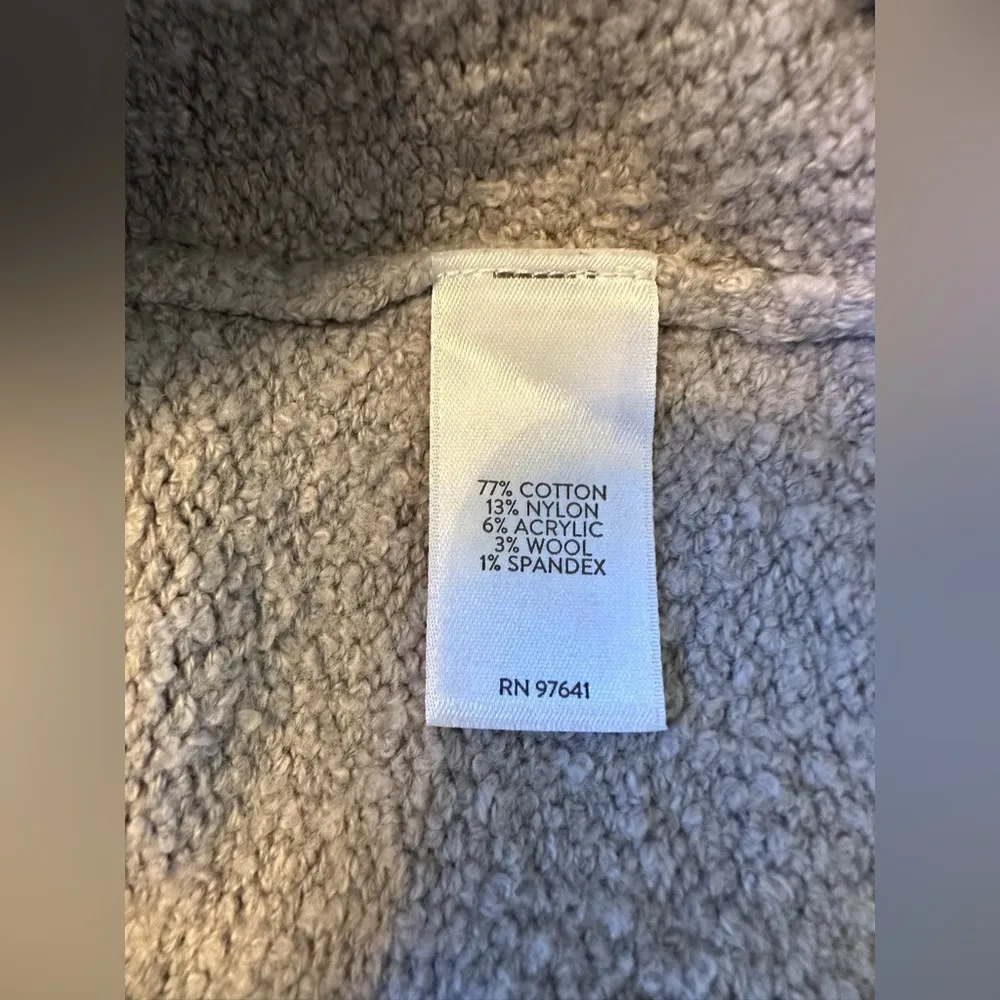 77% COTTON
13% NYLON
6% ACRYLIC
3% WOOL
1% SPANDEX
RN 97641